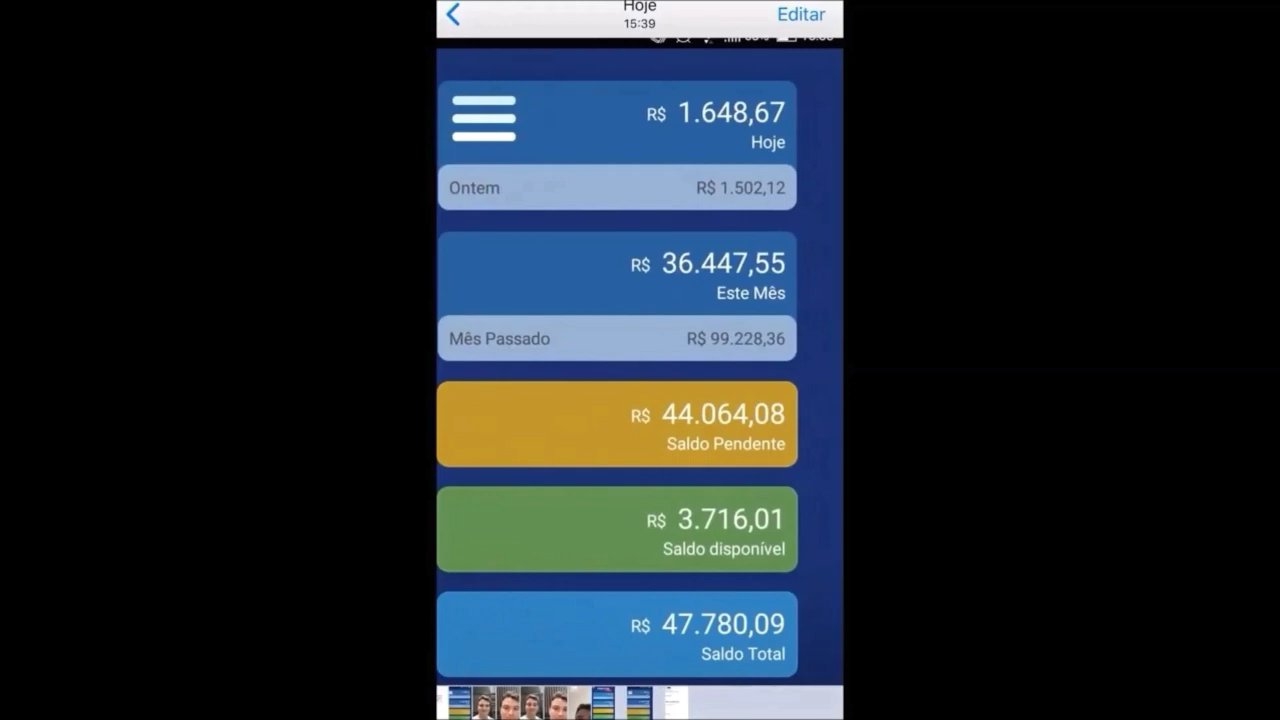 Hoje
15:39
Editar
R$ 1.648,67
Hoje
Ontem R$ 1.502,12
R$ 36.447,55
Este Mês
Mês Passado R$ 99.228,36
R$ 44.064,08
Saldo Pendente
R$ 3.716,01
Saldo disponível
R$ 47.780,09
Saldo Total